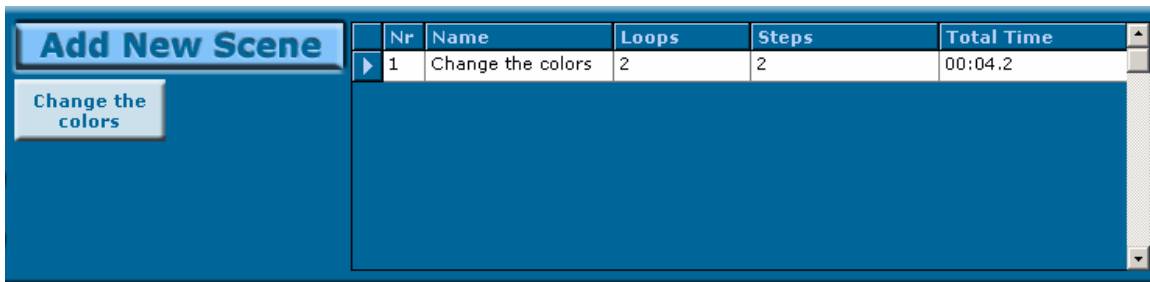 Add New Scene
Change the
colors
Nr Name Loops Steps Total Time
1 Change the colors 2 2 00:04.2